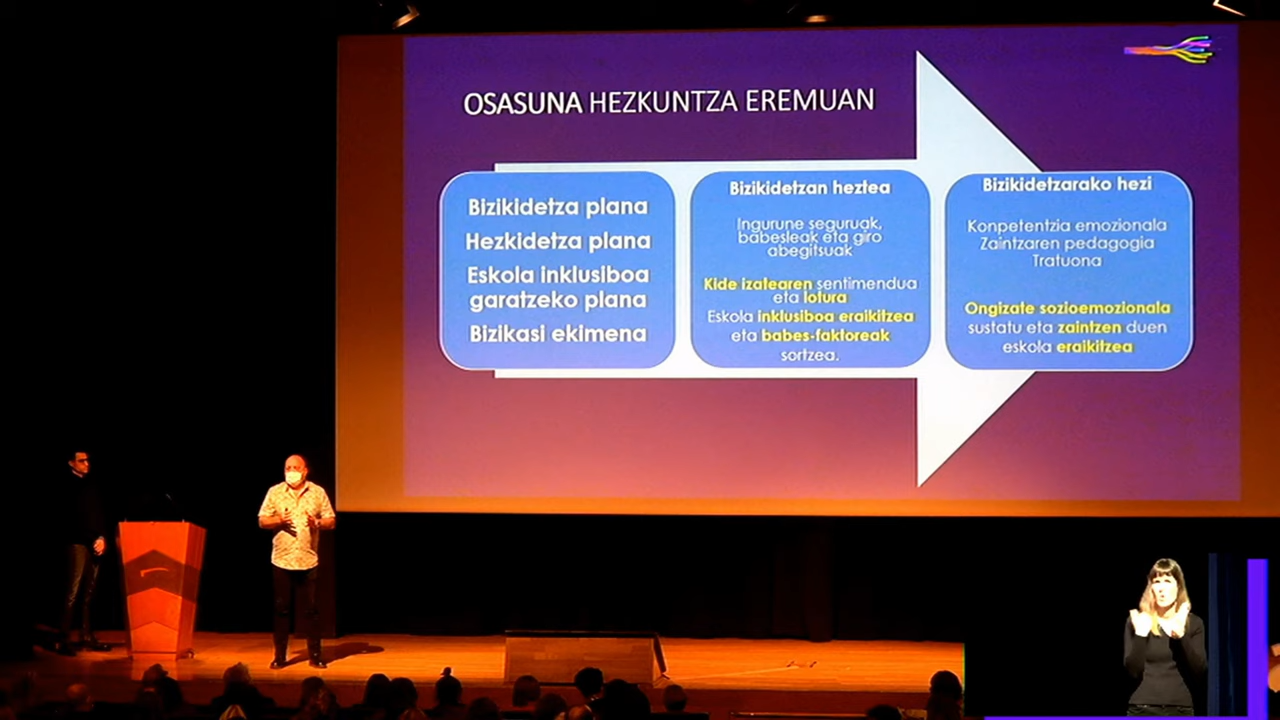 OSASUNA HEZKUNTZA EREMUAN
Bizikidetza plana
Hezkidetza plana
Eskola inklusiboa
garatzeko plana
Bizikasi ekimena
Bizikidetzan heztea
Ingurune seguruak,
babesleak eta giro
abegitsuak
Kide izatearen sentimendua
eta lotura
Eskola inklusiboa eraikitzea
eta babes-faktoreak
sortzea.
Bizikidetzarako hezi
Konpetentzia emozionala
Zaintzaren pedagogia
Tratuona
Ongizate sozioemozionala
sustatu eta zaintzen duen
eskola eraikitzea